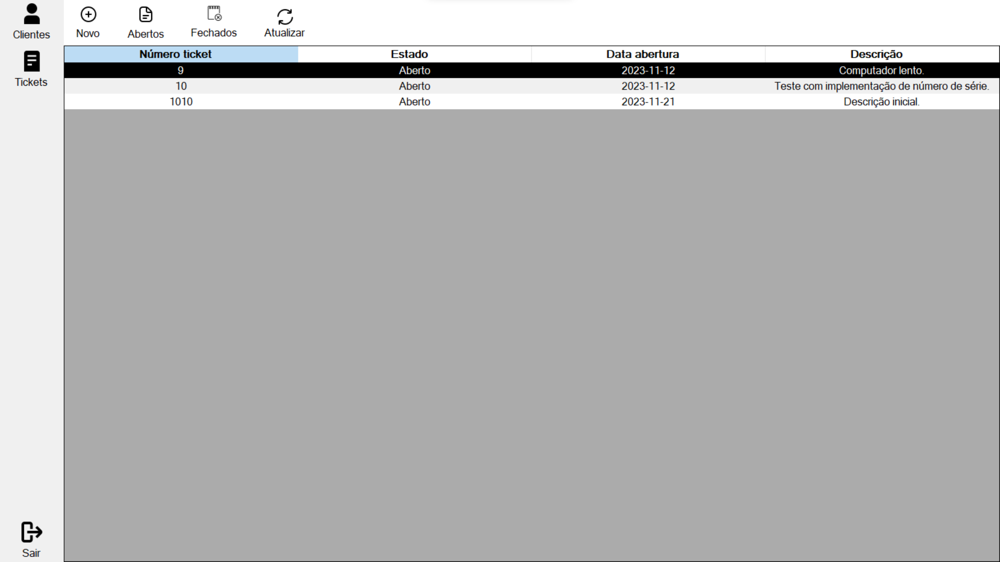 Clientes
Tickets
Sair
Novo Abertos Fechados Atualizar
Número ticket Estado Data abertura Descrição
9 Aberto 2023-11-12 Computador lento.
10 Aberto 2023-11-12 Teste com implementação de número de série.
1010 Aberto 2023-11-21 Descrição inicial.